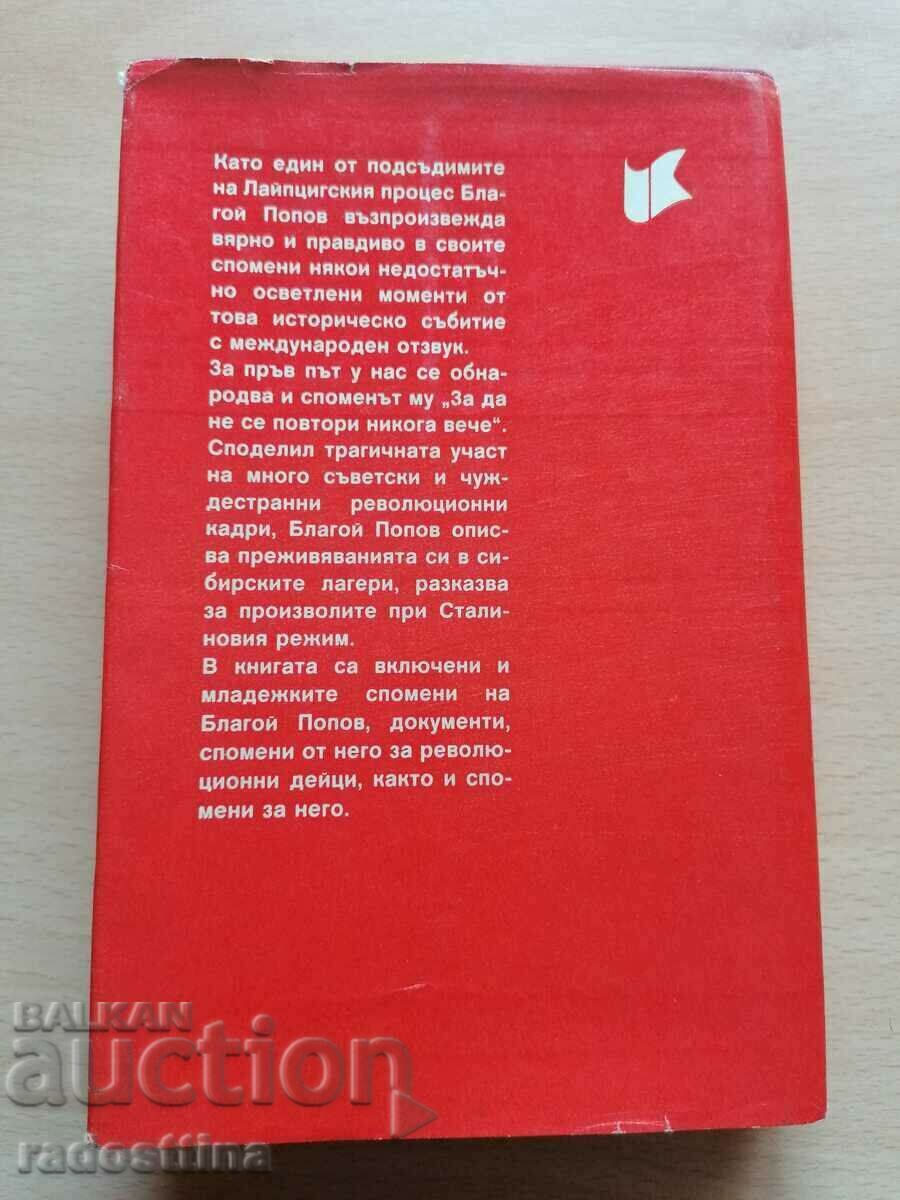 Като един от подсъдимите
на Лайпцигския процес Бла-
гой Попов възпроизвежда
вярно и правдиво в своите
спомени някои недостатъч-
но осветлени моменти от
това историческо събитие
с международен отзвук.
За пръв път у нас се обна-
родва и споменът му „За да
не се повтори никога вече“.
Споделил трагичната участ
на много съветски и чуж-
дестранни революционни
кадри, Благой Попов опис-
ва преживяванията си в си-
бирските лагери, разказва
за произволите при Стали-
новия режим.
В книгата са включени и
младежките спомени на
Благой Попов, документи,
спомени от него за револю-
ционни дейци, както и спо-
мени за него.
BALKAN
auction
radosttina